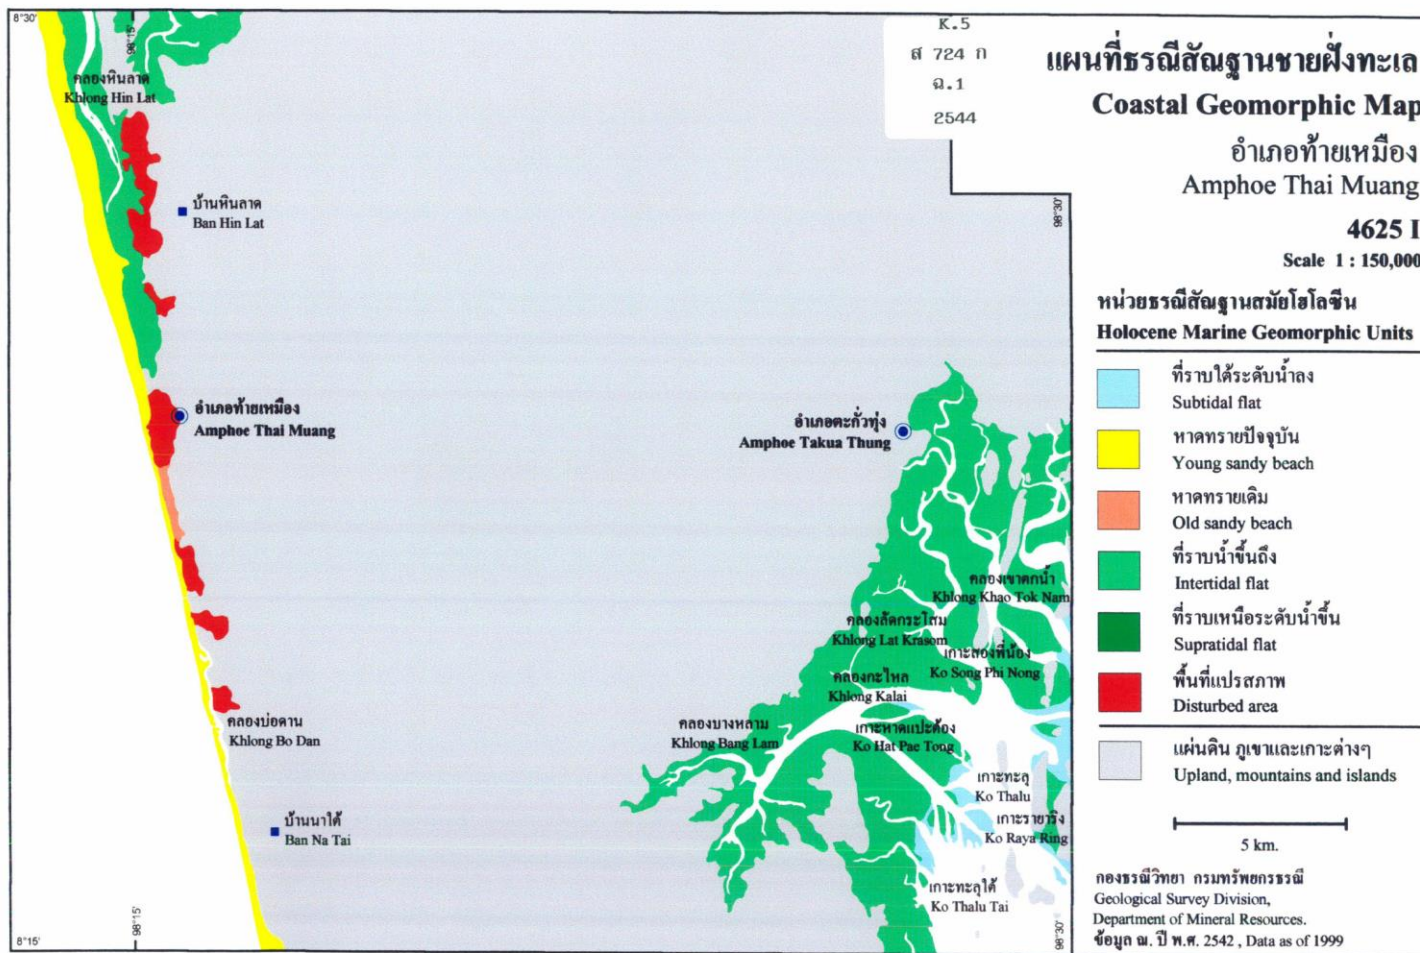 8°30'
98°15'
คลองหินลาด
Khlong Hin Lat
บ้านหินลาด
Ban Hin Lat
อำเภอท้ายเหมือง
Amphoe Thai Muang
อำเภอตะกั่วทุ่ง
Amphoe Takua Thung
คลองเขาตกน้ำ
Khlong Khao Tok Nam
คลองลัดกระโสม
Khlong Lat Krasom
เกาะสองพี่น้อง
Ko Song Phi Nong
คลองกะไหล
Khlong Kalai
คลองบางหลาม
Khlong Bang Lam
เกาะหาดแปะต้อง
Ko Hat Pae Tong
คลองบ่อดาน
Khlong Bo Dan
เกาะทะลุ
Ko Thalu
บ้านนาใต้
Ban Na Tai
เกาะรายาริง
Ko Raya Ring
เกาะทะลุใต้
Ko Thalu Tai
8°15'
98°15'
98°30'
98°30'
K.5
ส 724 ก
ฉ.1
2544
แผนที่ธรณีสัณฐานชายฝั่งทะเล
Coastal Geomorphic Map
อำเภอท้ายเหมือง
Amphoe Thai Muang
4625 I
Scale 1 : 150,000
หน่วยธรณีสัณฐานสมัยโฮโลซีน
Holocene Marine Geomorphic Units
ที่ราบใต้ระดับน้ำลง
Subtidal flat
หาดทรายปัจจุบัน
Young sandy beach
หาดทรายเดิม
Old sandy beach
ที่ราบน้ำขึ้นถึง
Intertidal flat
ที่ราบเหนือระดับน้ำขึ้น
Supratidal flat
พื้นที่แปรสภาพ
Disturbed area
แผ่นดิน ภูเขาและเกาะต่างๆ
Upland, mountains and islands
5 km.
กองธรณีวิทยา กรมทรัพยากรธรณี
Geological Survey Division,
Department of Mineral Resources.
ข้อมูล ณ. ปี พ.ศ. 2542 , Data as of 1999